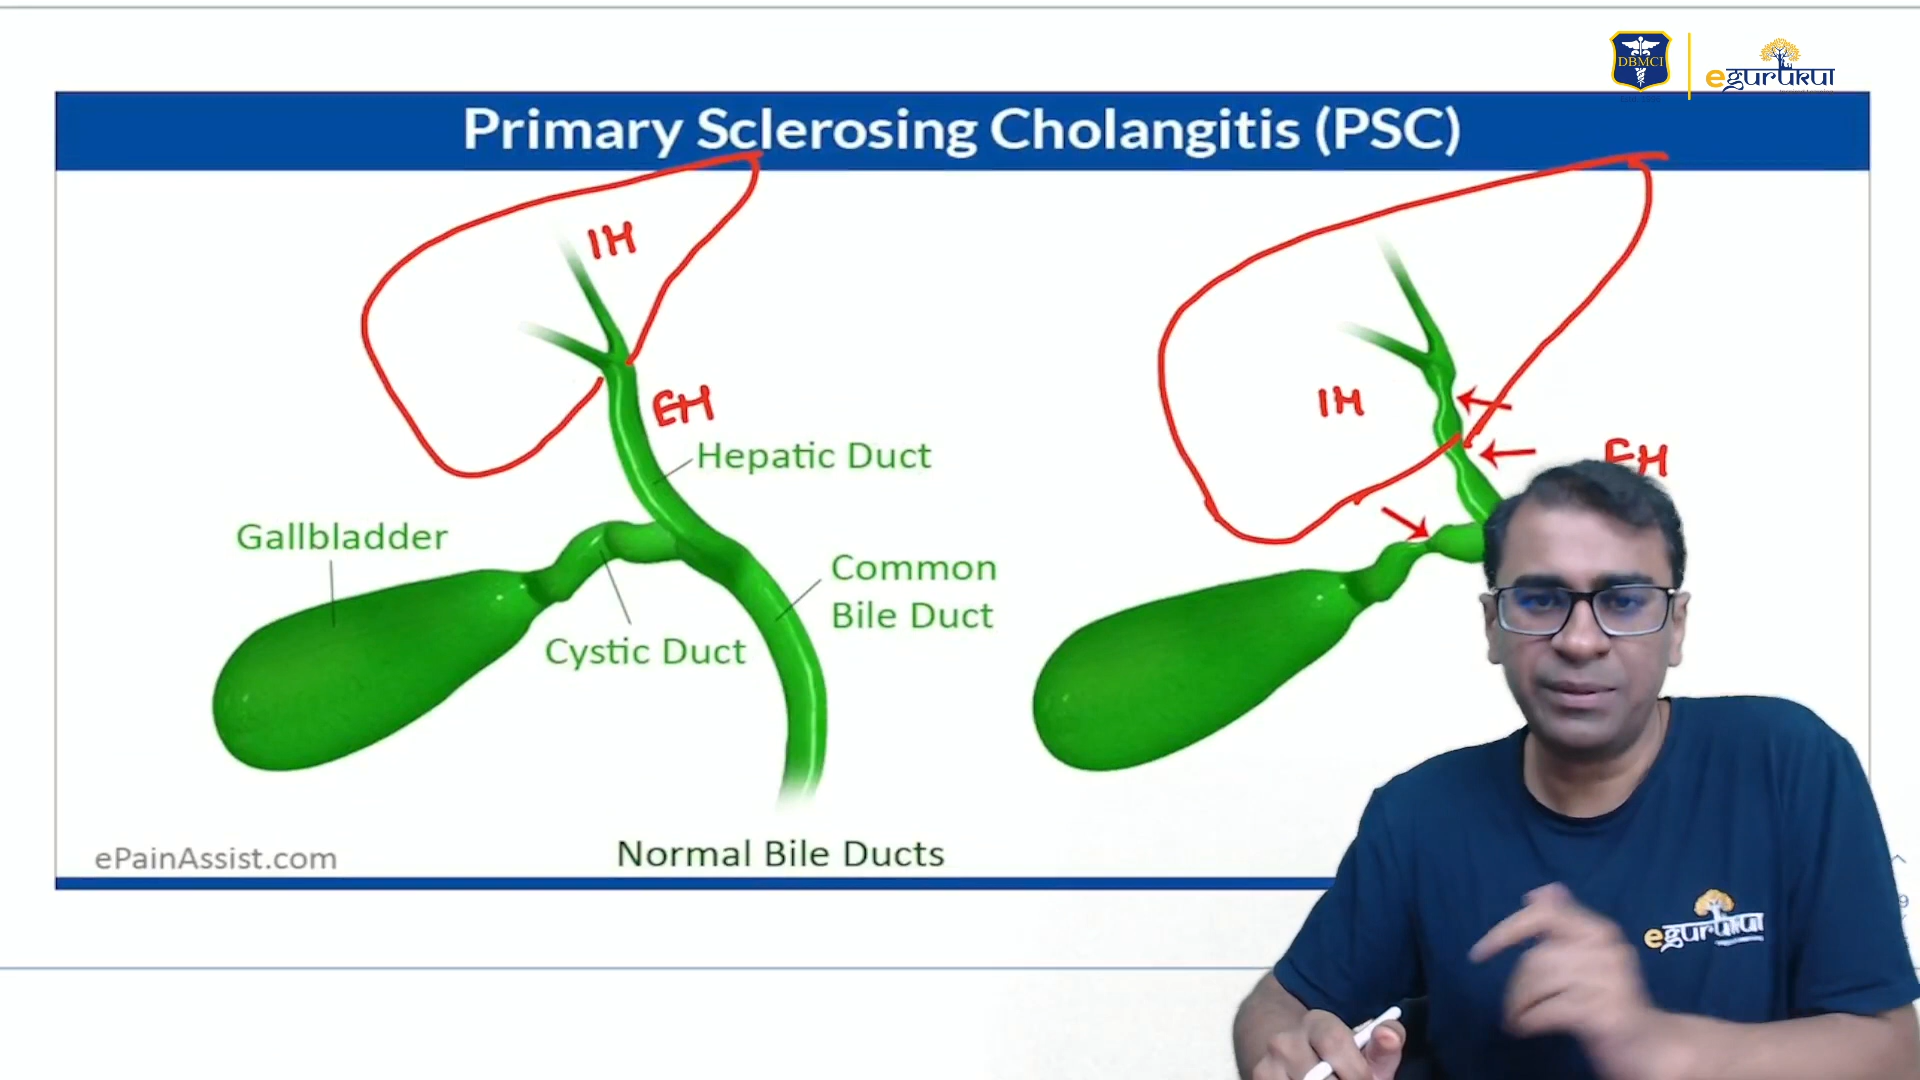 DBMCI
egurukul
Primary Sclerosing Cholangitis (PSC)
IH
EH
Hepatic Duct
Gallbladder
Common
Bile Duct
Cystic Duct
IH
EH
ePainAssist.com
Normal Bile Ducts
egurukul